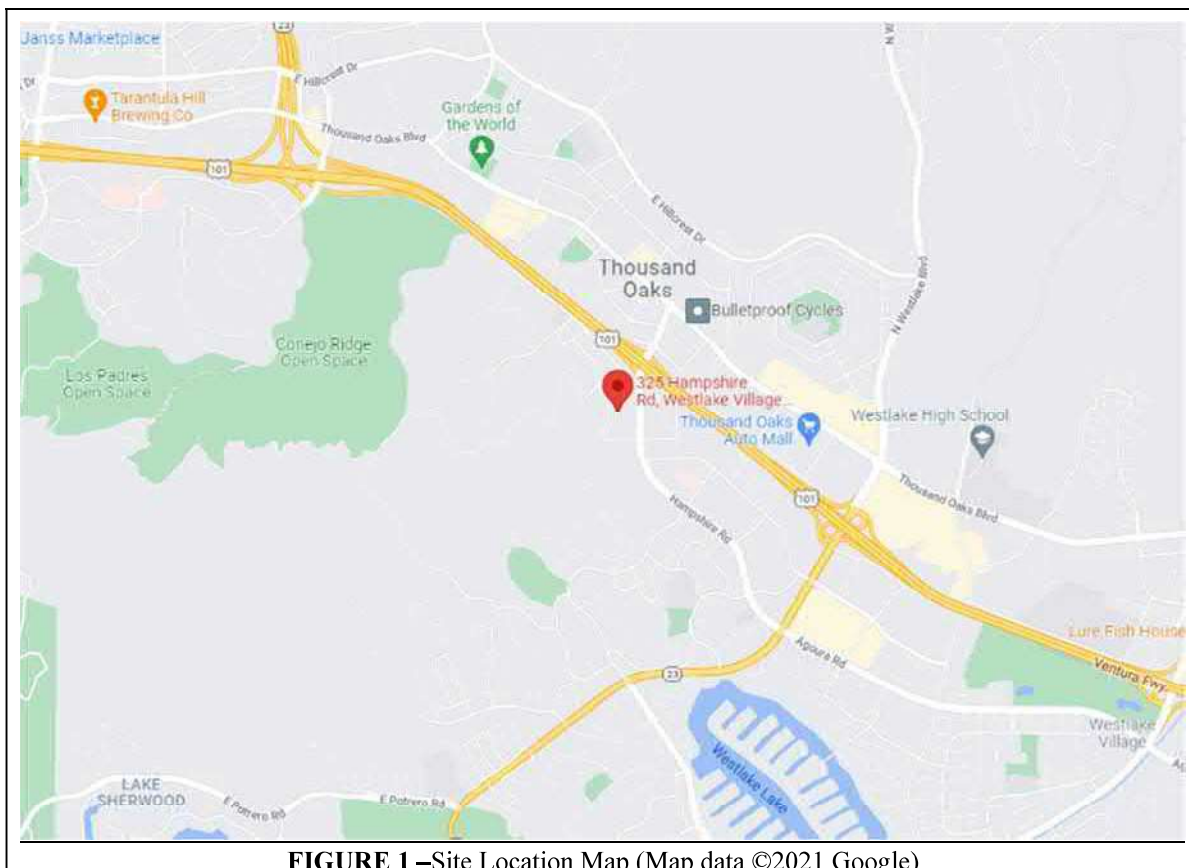 23
Janss Marketplace
N W
E Hillcrest Dr
Dr
Tarantula Hill
Brewing Co
Gardens of
the World
Thousand Oaks Blvd
101
E Hillcrest Dr
N Westlake Blvd
Thousand
Oaks
Bulletproof Cycles
101
Conejo Ridge
Open Space
Los Padres
Open Space
325 Hampshire
Rd, Westlake Village...
Thousand Oaks
Auto Mall
Westlake High School
Thousand Oaks Blvd
101
Hampshire Rd
Lure Fish House
Agoura Rd
Ventura Fwy
23
Westlake
Village
Westlake Lake
LAKE
SHERWOOD
E Potrero Rd
E Potrero Rd
FIGURE 1 –Site Location Map (Map data ©2021 Google)